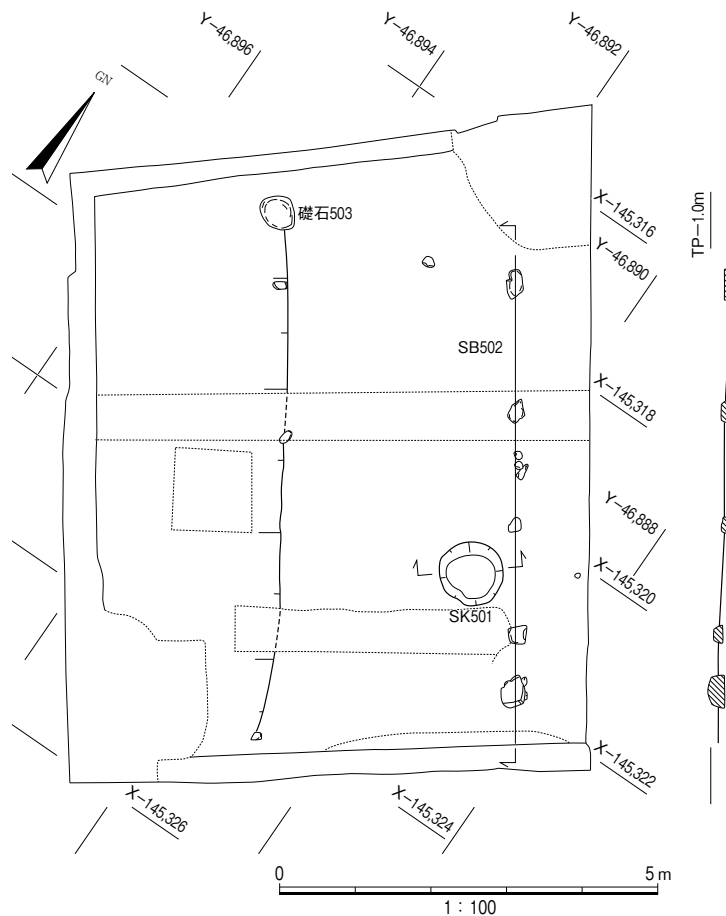 Y−46,896
Y−46,894
Y−46,892
GN
礎石503
X−145,316
TP−1.0m
Y−46,890
SB502
X−145,318
Y−46,888
X−145,320
SK501
X−145,322
X−145,326
X−145,324
0
5 m
1：100